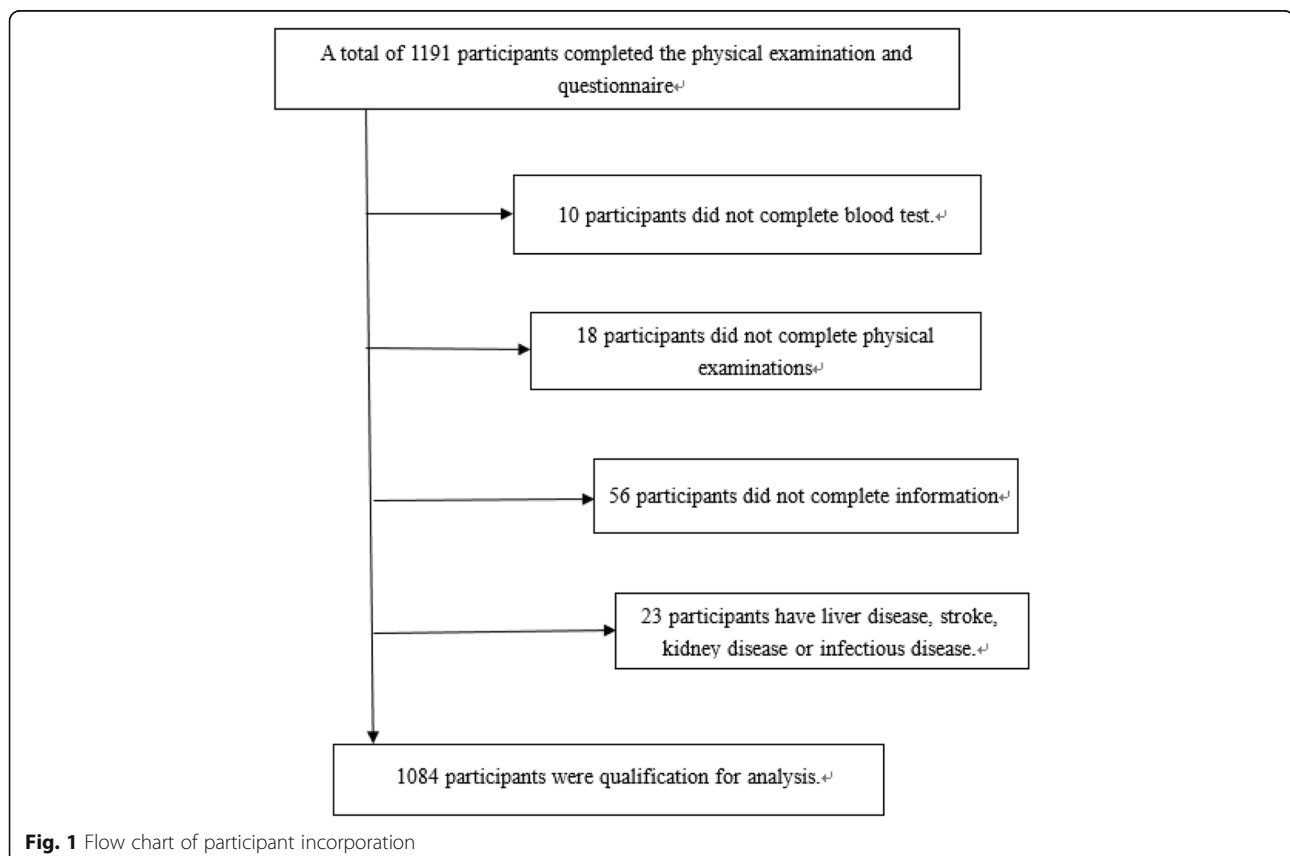 A total of 1191 participants completed the physical examination and
questionnaire↵
10 participants did not complete blood test.↵
18 participants did not complete physical
examinations↵
56 participants did not complete information↵
23 participants have liver disease, stroke,
kidney disease or infectious disease.↵
1084 participants were qualification for analysis.↵
Fig. 1 Flow chart of participant incorporation